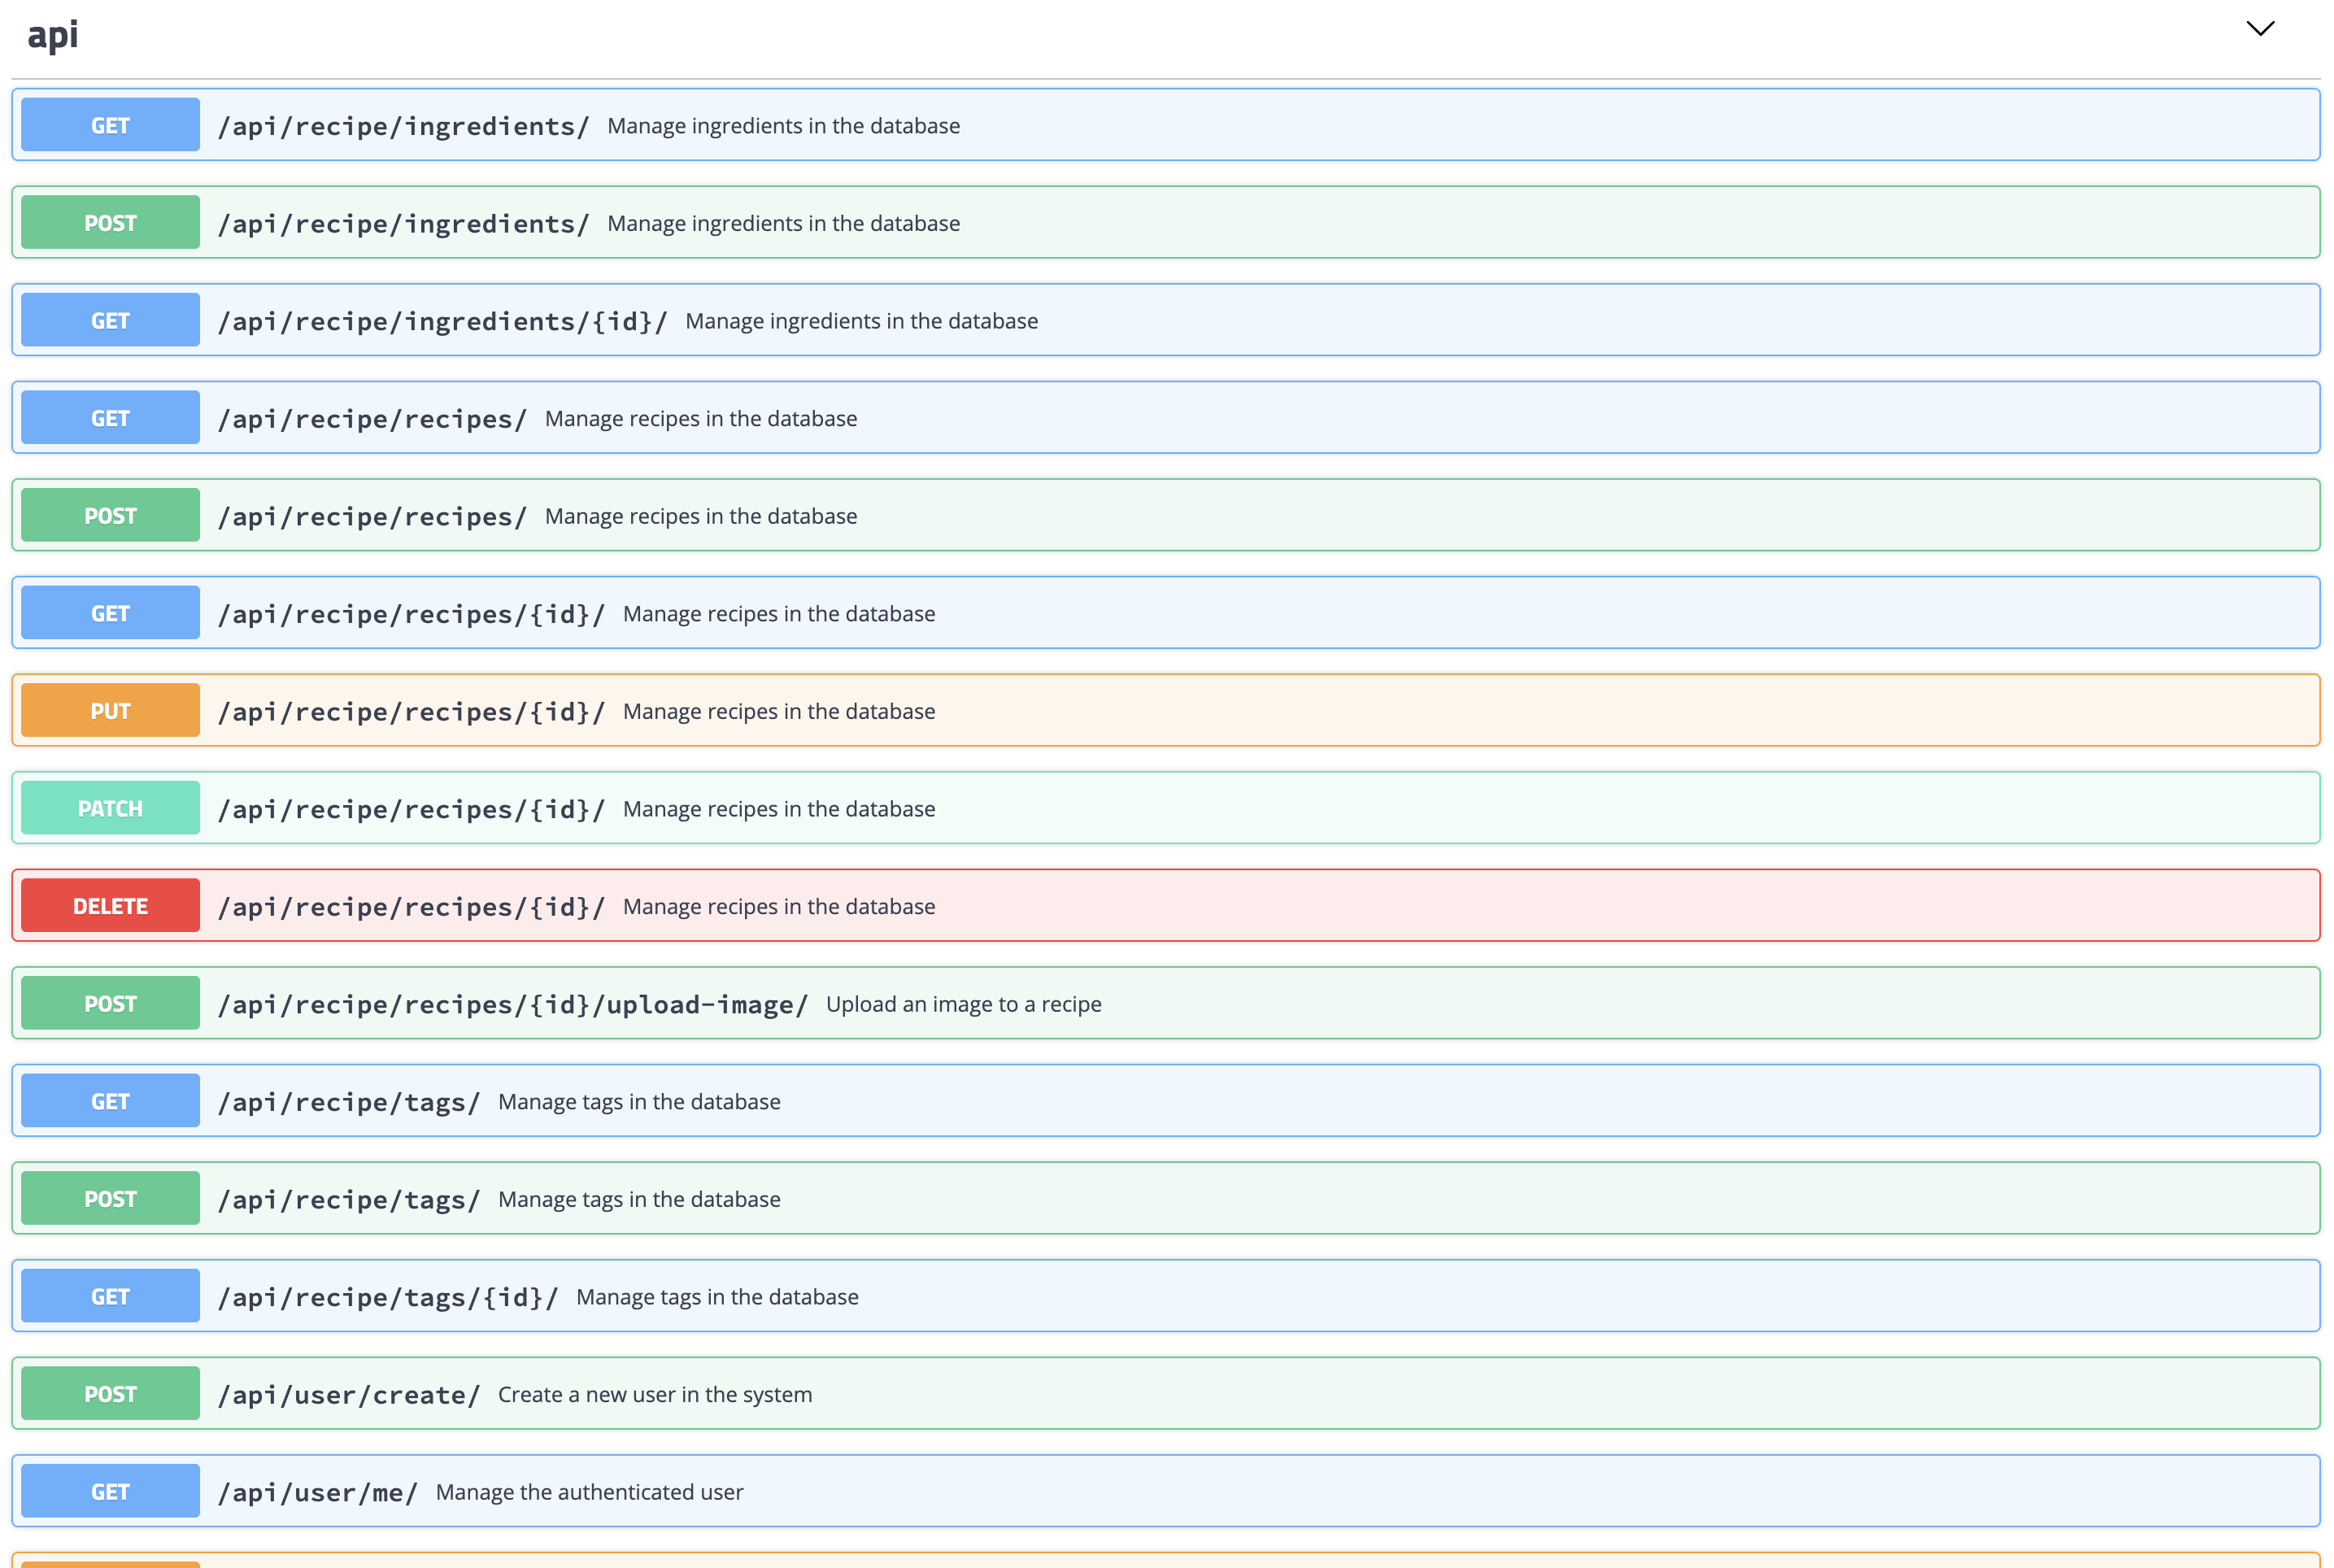 api
GET /api/recipe/ingredients/ Manage ingredients in the database
POST /api/recipe/ingredients/ Manage ingredients in the database
GET /api/recipe/ingredients/{id}/ Manage ingredients in the database
GET /api/recipe/recipes/ Manage recipes in the database
POST /api/recipe/recipes/ Manage recipes in the database
GET /api/recipe/recipes/{id}/ Manage recipes in the database
PUT /api/recipe/recipes/{id}/ Manage recipes in the database
PATCH /api/recipe/recipes/{id}/ Manage recipes in the database
DELETE /api/recipe/recipes/{id}/ Manage recipes in the database
POST /api/recipe/recipes/{id}/upload-image/ Upload an image to a recipe
GET /api/recipe/tags/ Manage tags in the database
POST /api/recipe/tags/ Manage tags in the database
GET /api/recipe/tags/{id}/ Manage tags in the database
POST /api/user/create/ Create a new user in the system
GET /api/user/me/ Manage the authenticated user